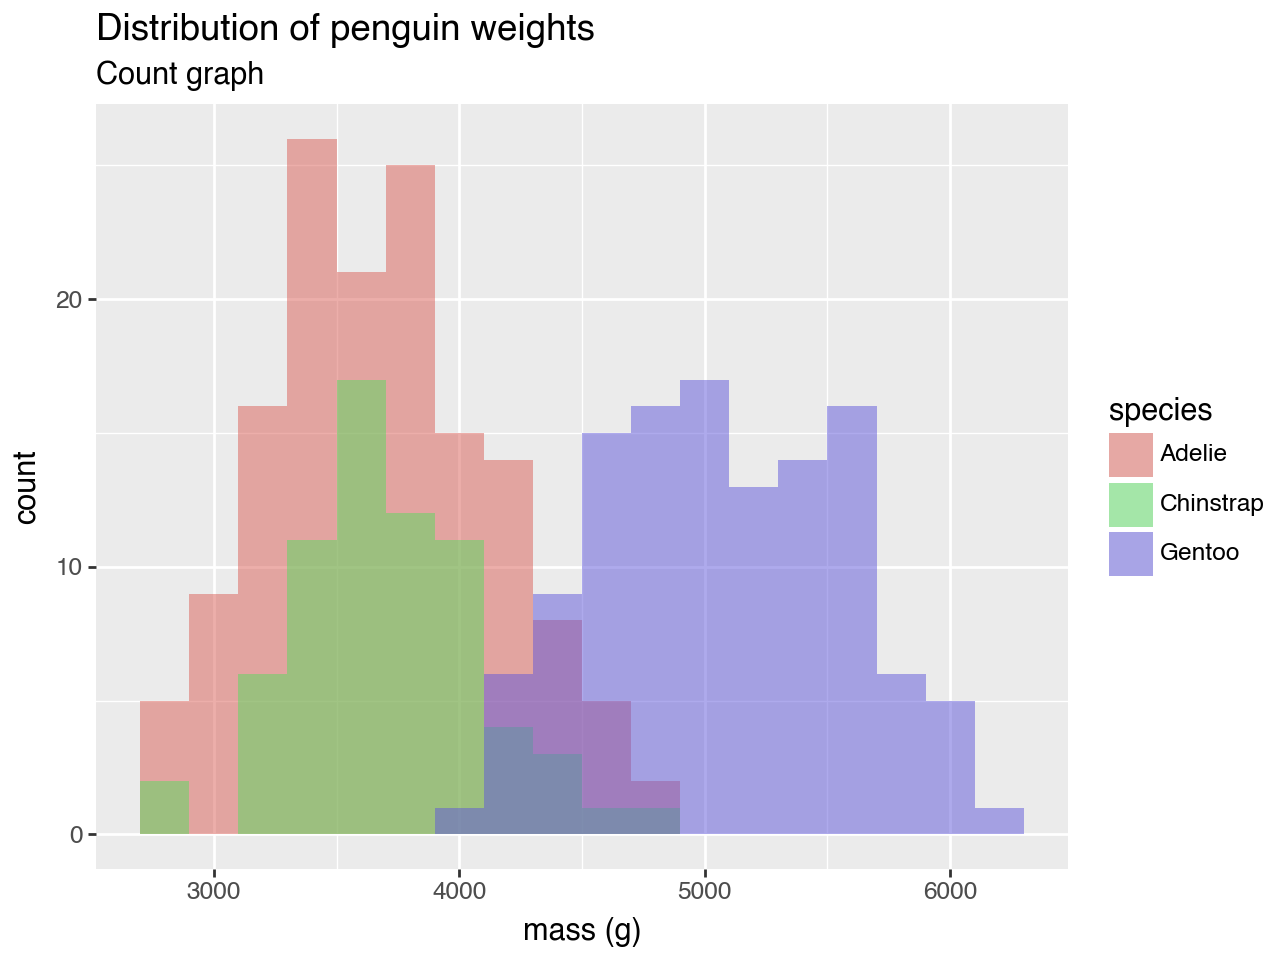 Distribution of penguin weights
Count graph
20
10
0
count
3000 4000 5000 6000
mass (g)
species
Adelie
Chinstrap
Gentoo